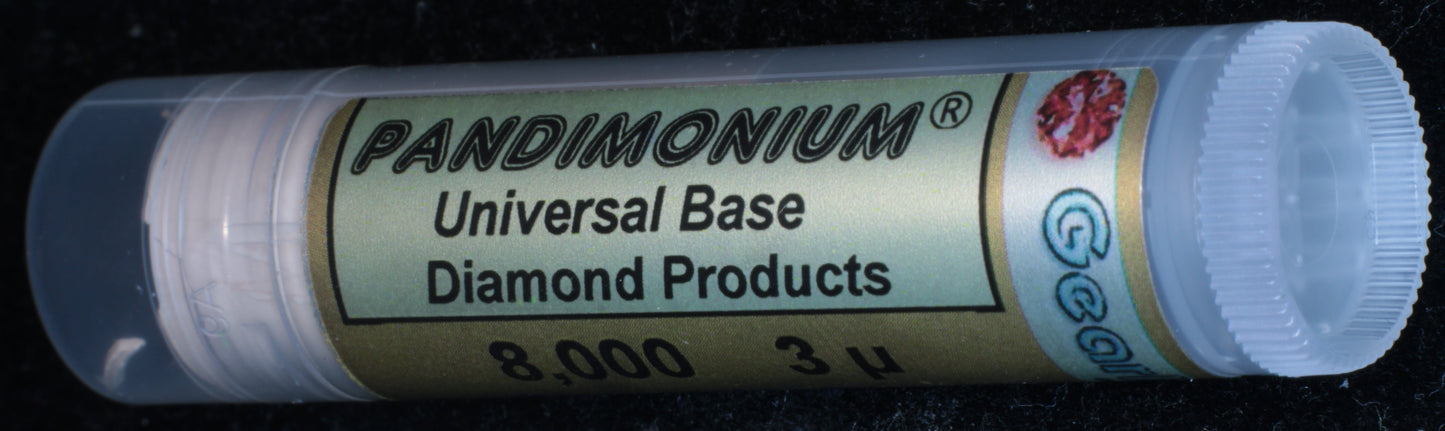 PANDIMONIUM®
Universal Base
Diamond Products
8,000 3 µ